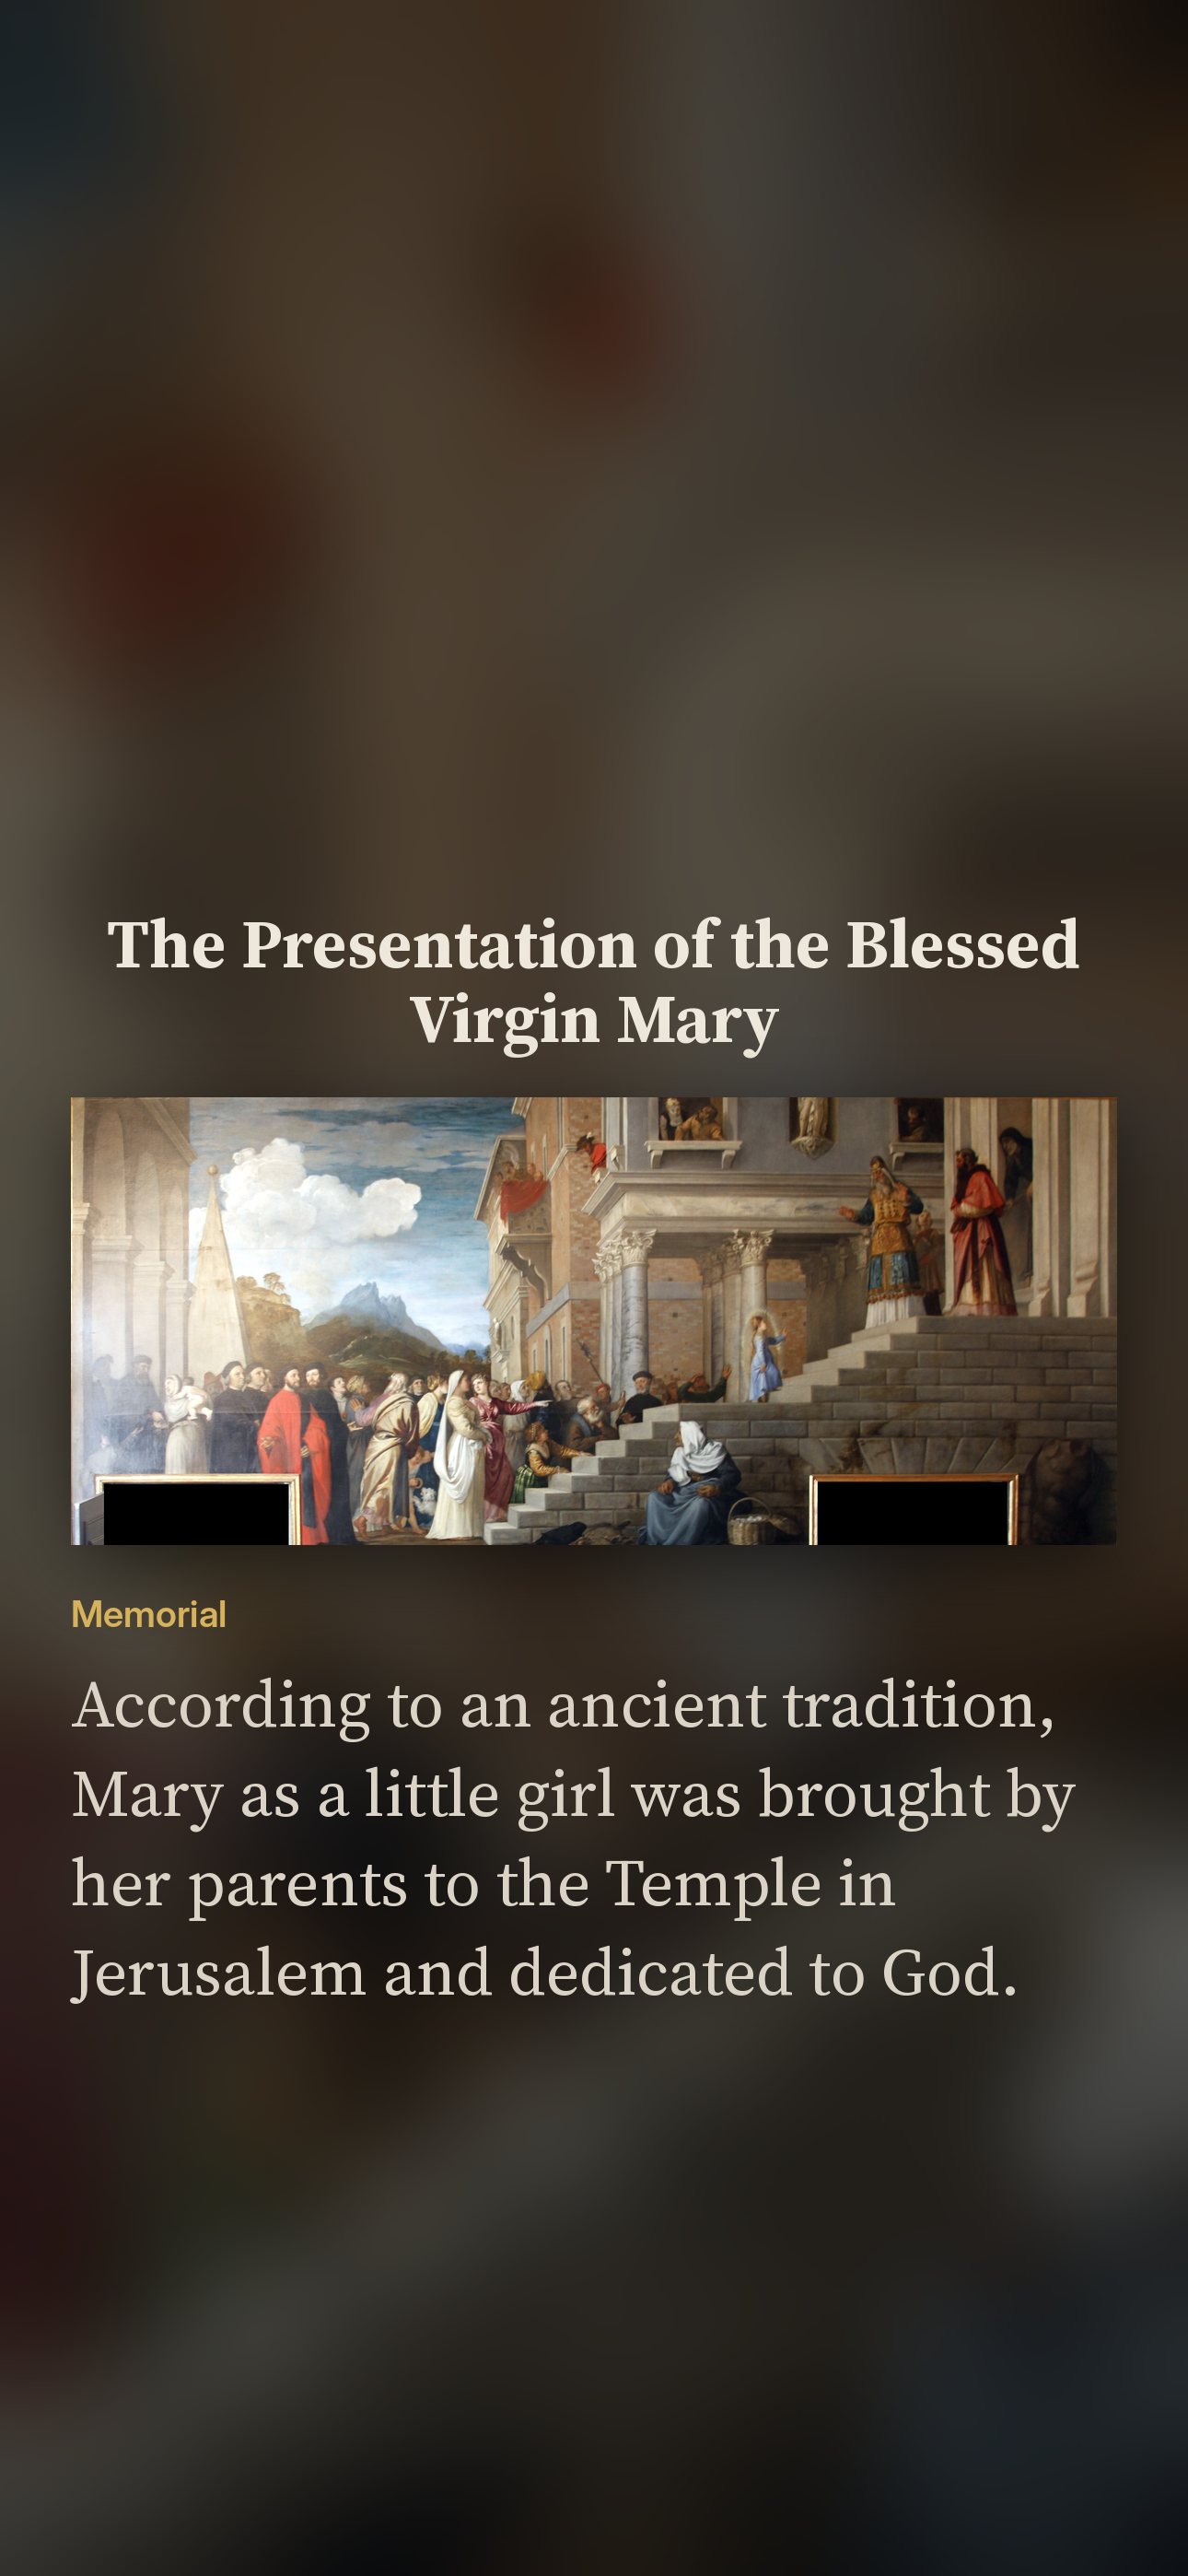 The Presentation of the Blessed
Virgin Mary
Memorial
According to an ancient tradition,
Mary as a little girl was brought by
her parents to the Temple in
Jerusalem and dedicated to God.